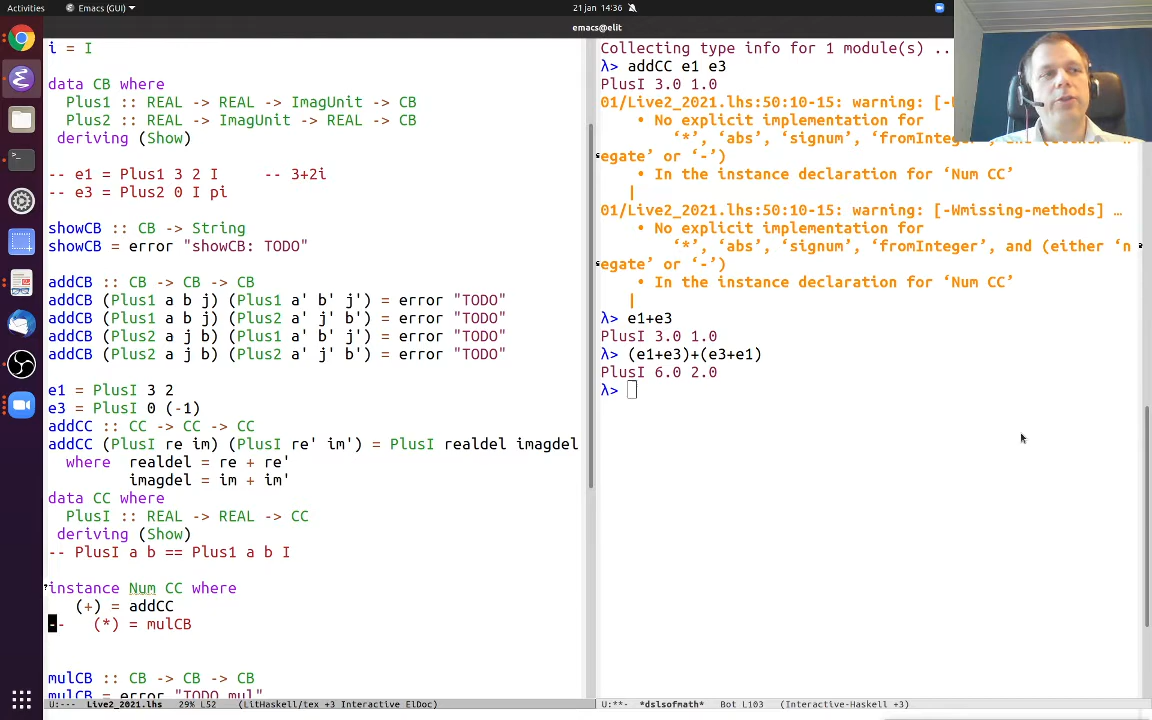 Activities
Emacs (GUI)
21 jan 14:36
emacs@elit
i = I
data CB where
Plus1 :: REAL -> REAL -> ImagUnit -> CB
Plus2 :: REAL -> ImagUnit -> REAL -> CB
deriving (Show)
-- e1 = Plus1 3 2 I -- 3+2i
-- e3 = Plus2 0 I pi
showCB :: CB -> String
showCB = error "showCB: TODO"
addCB :: CB -> CB -> CB
addCB (Plus1 a b j) (Plus1 a' b' j') = error "TODO"
addCB (Plus1 a b j) (Plus2 a' j' b') = error "TODO"
addCB (Plus2 a j b) (Plus1 a' b' j') = error "TODO"
addCB (Plus2 a j b) (Plus2 a' j' b') = error "TODO"
e1 = PlusI 3 2
e3 = PlusI 0 (-1)
addCC :: CC -> CC -> CC
addCC (PlusI re im) (PlusI re' im') = PlusI realdel imagdel
where realdel = re + re'
imagdel = im + im'
data CC where
PlusI :: REAL -> REAL -> CC
deriving (Show)
-- PlusI a b == Plus1 a b I
instance Num CC where
(+) = addCC
-- (*) = mulCB
mulCB :: CB -> CB -> CB
mulCB = error "TODO mul"
U:--- Live2_2021.lhs 29% L52 (LitHaskell/tex +3 Interactive ElDoc)
Collecting type info for 1 module(s) ...
λ> addCC e1 e3
PlusI 3.0 1.0
01/Live2_2021.lhs:50:10-15: warning: [-
• No explicit implementation for
‘*’, ‘abs’, ‘signum’, ‘fromInteger’, and (either ‘n
egate’ or ‘-’)
• In the instance declaration for ‘Num CC’
|
01/Live2_2021.lhs:50:10-15: warning: [-Wmissing-methods] …
• No explicit implementation for
‘*’, ‘abs’, ‘signum’, ‘fromInteger’, and (either ‘n
egate’ or ‘-’)
• In the instance declaration for ‘Num CC’
|
λ> e1+e3
PlusI 3.0 1.0
λ> (e1+e3)+(e3+e1)
PlusI 6.0 2.0
λ>
U:**- *dslsofmath* Bot L103 (Interactive-Haskell +3)